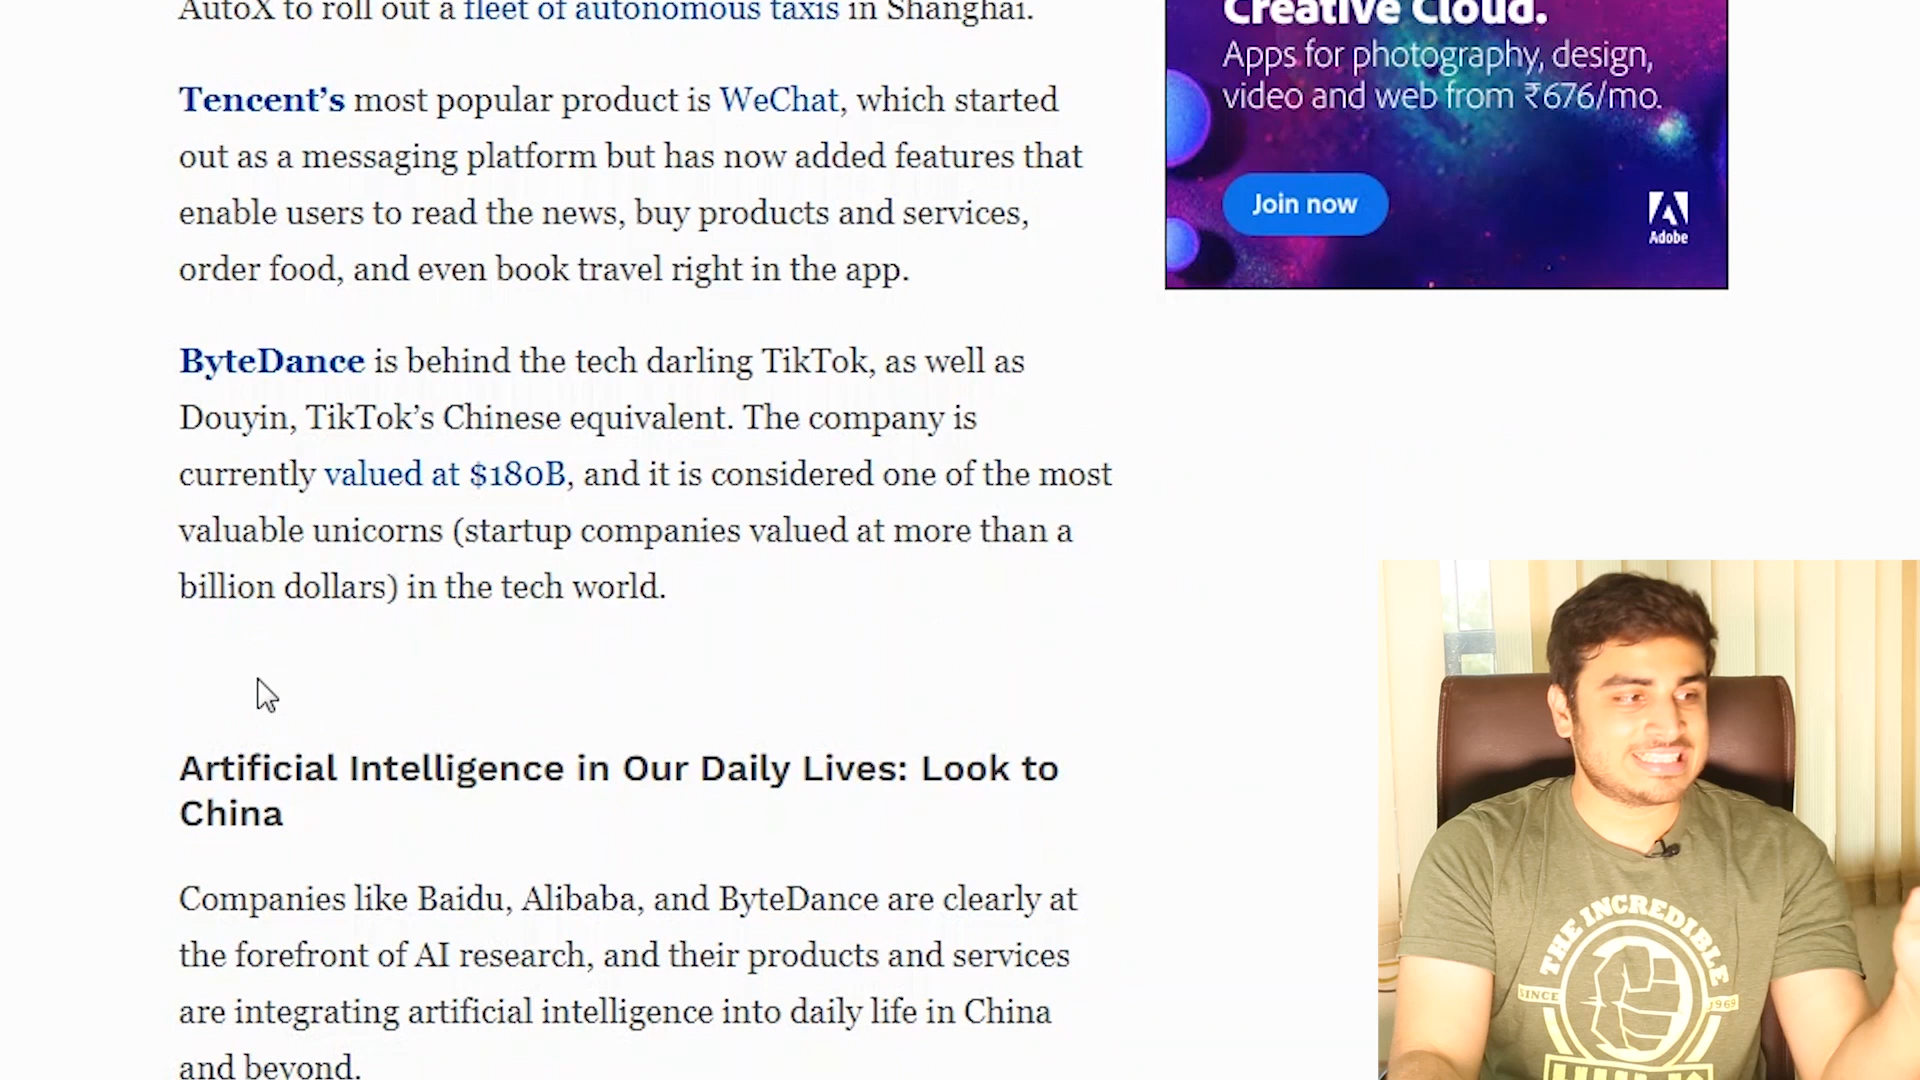 AutoX to roll out a fleet of autonomous taxis in Shanghai.
Tencent’s most popular product is WeChat, which started
out as a messaging platform but has now added features that
enable users to read the news, buy products and services,
order food, and even book travel right in the app.
ByteDance is behind the tech darling TikTok, as well as
Douyin, TikTok’s Chinese equivalent. The company is
currently valued at $180B, and it is considered one of the most
valuable unicorns (startup companies valued at more than a
billion dollars) in the tech world.
Artificial Intelligence in Our Daily Lives: Look to
China
Companies like Baidu, Alibaba, and ByteDance are clearly at
the forefront of AI research, and their products and services
are integrating artificial intelligence into daily life in China
and beyond.
Creative Cloud.
Apps for photography, design,
video and web from ₹676/mo.
Join now
Adobe
THE INCREDIBLE
SINCE 1962
HULK